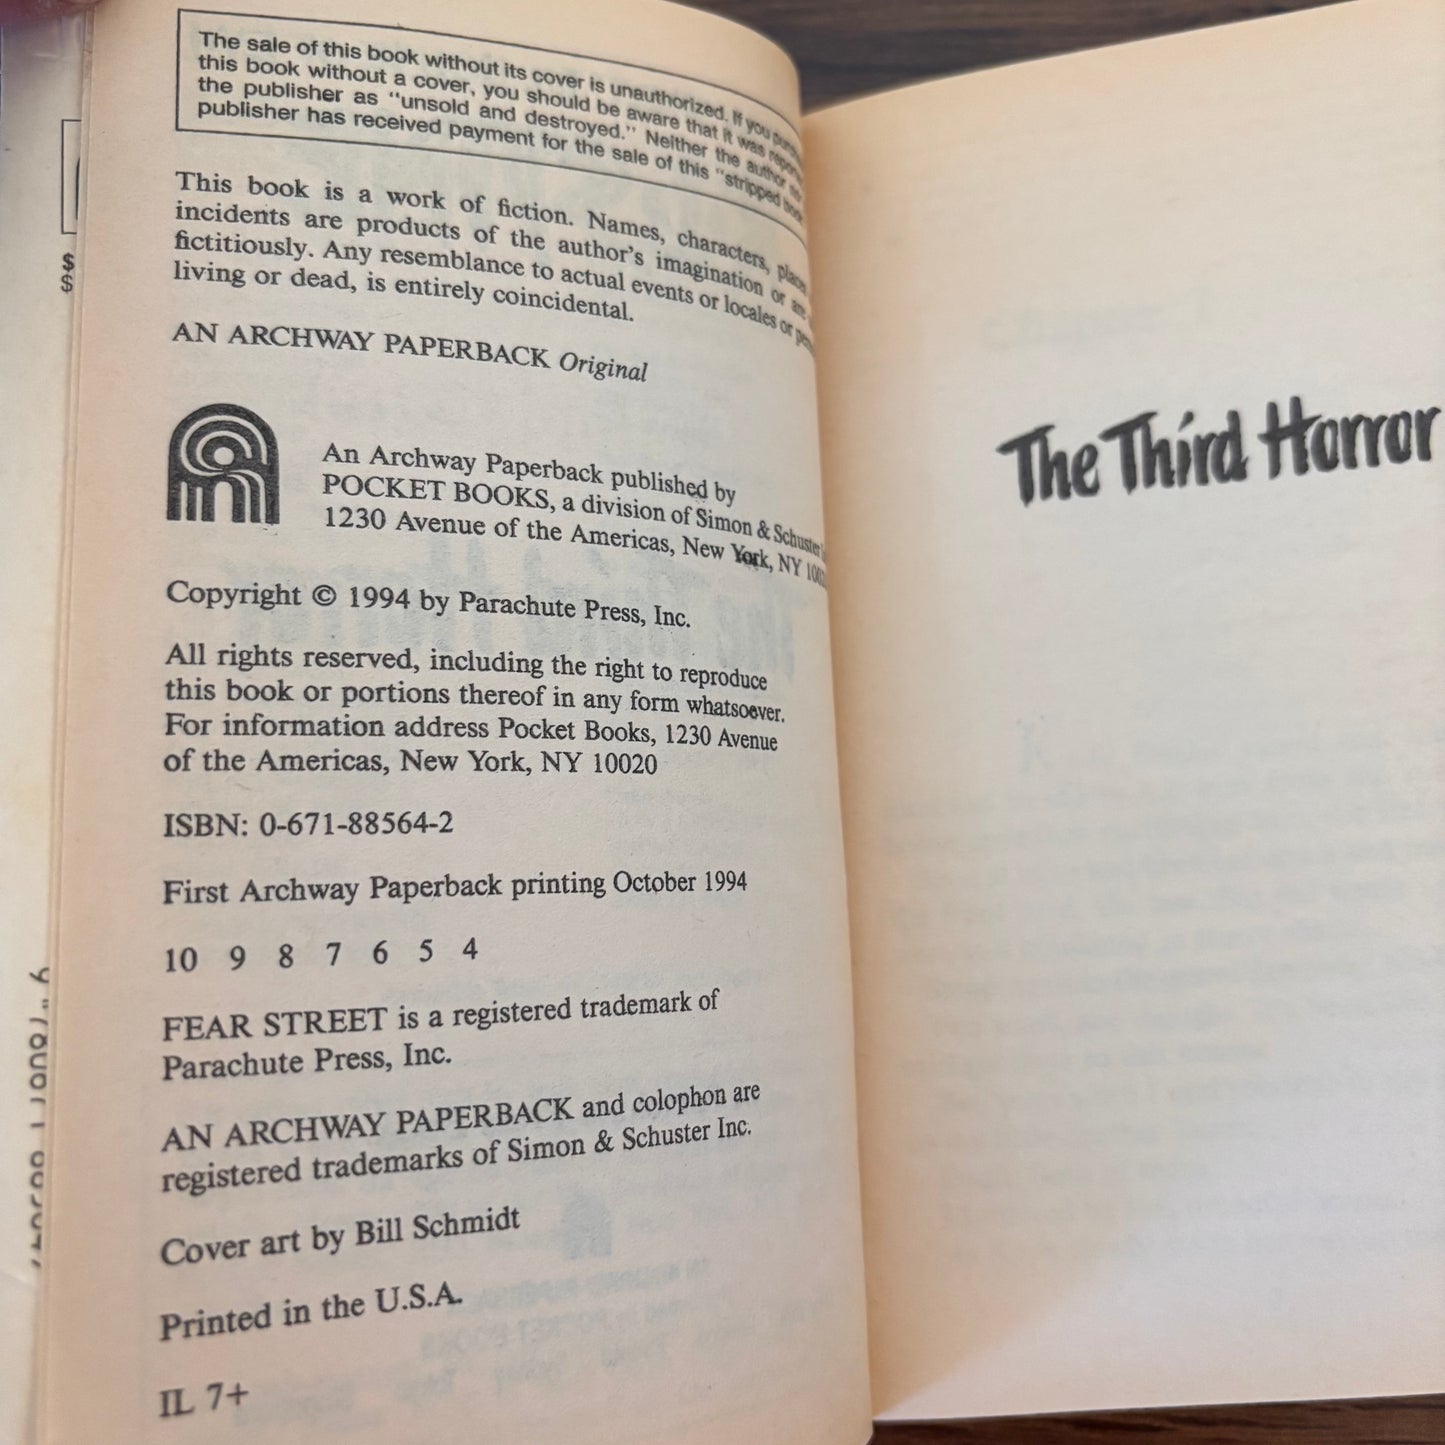 The sale of this book without its cover is unauthorized. If you
this book without a cover, you should be aware that it was
the publisher as "unsold and destroyed." Neither the author
publisher has received payment for the sale of this "stripped
This book is a work of fiction. Names, characters,
incidents are products of the author's imagination or are
fictitiously. Any resemblance to actual events or locales or
living or dead, is entirely coincidental.
AN ARCHWAY PAPERBACK Original
An Archway Paperback published by
POCKET BOOKS, a division of Simon & Schuster
1230 Avenue of the Americas, New York, NY
Copyright © 1994 by Parachute Press, Inc.
All rights reserved, including the right to reproduce
this book or portions thereof in any form whatsoever.
For information address Pocket Books, 1230 Avenue
of the Americas, New York, NY 10020
ISBN: 0-671-88564-2
First Archway Paperback printing October 1994
10 9 8 7 6 5 4
FEAR STREET is a registered trademark of
Parachute Press, Inc.
AN ARCHWAY PAPERBACK and colophon are
registered trademarks of Simon & Schuster Inc.
Cover art by Bill Schmidt
Printed in the U.S.A.
IL 7+
The Third Horror
$
$